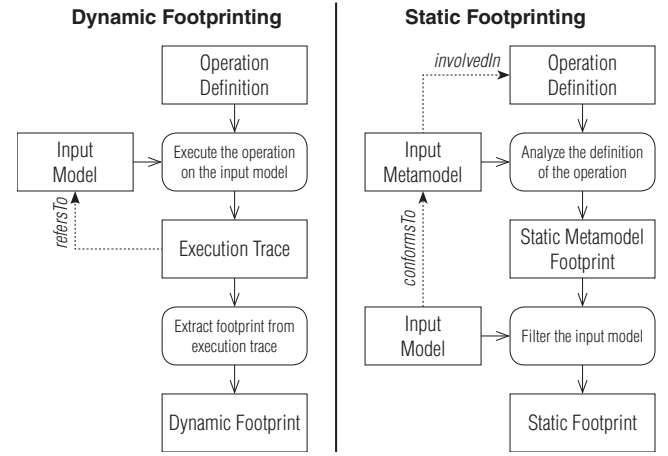 Dynamic Footprinting
Operation
Definition
Input
Model
Execute the operation
on the input model
refersTo
Execution Trace
Extract footprint from
execution trace
Dynamic Footprint
Static Footprinting
involvedIn
Operation
Definition
Input
Metamodel
Analyze the definition
of the operation
conformsTo
Static Metamodel
Footprint
Input
Model
Filter the input model
Static Footprint